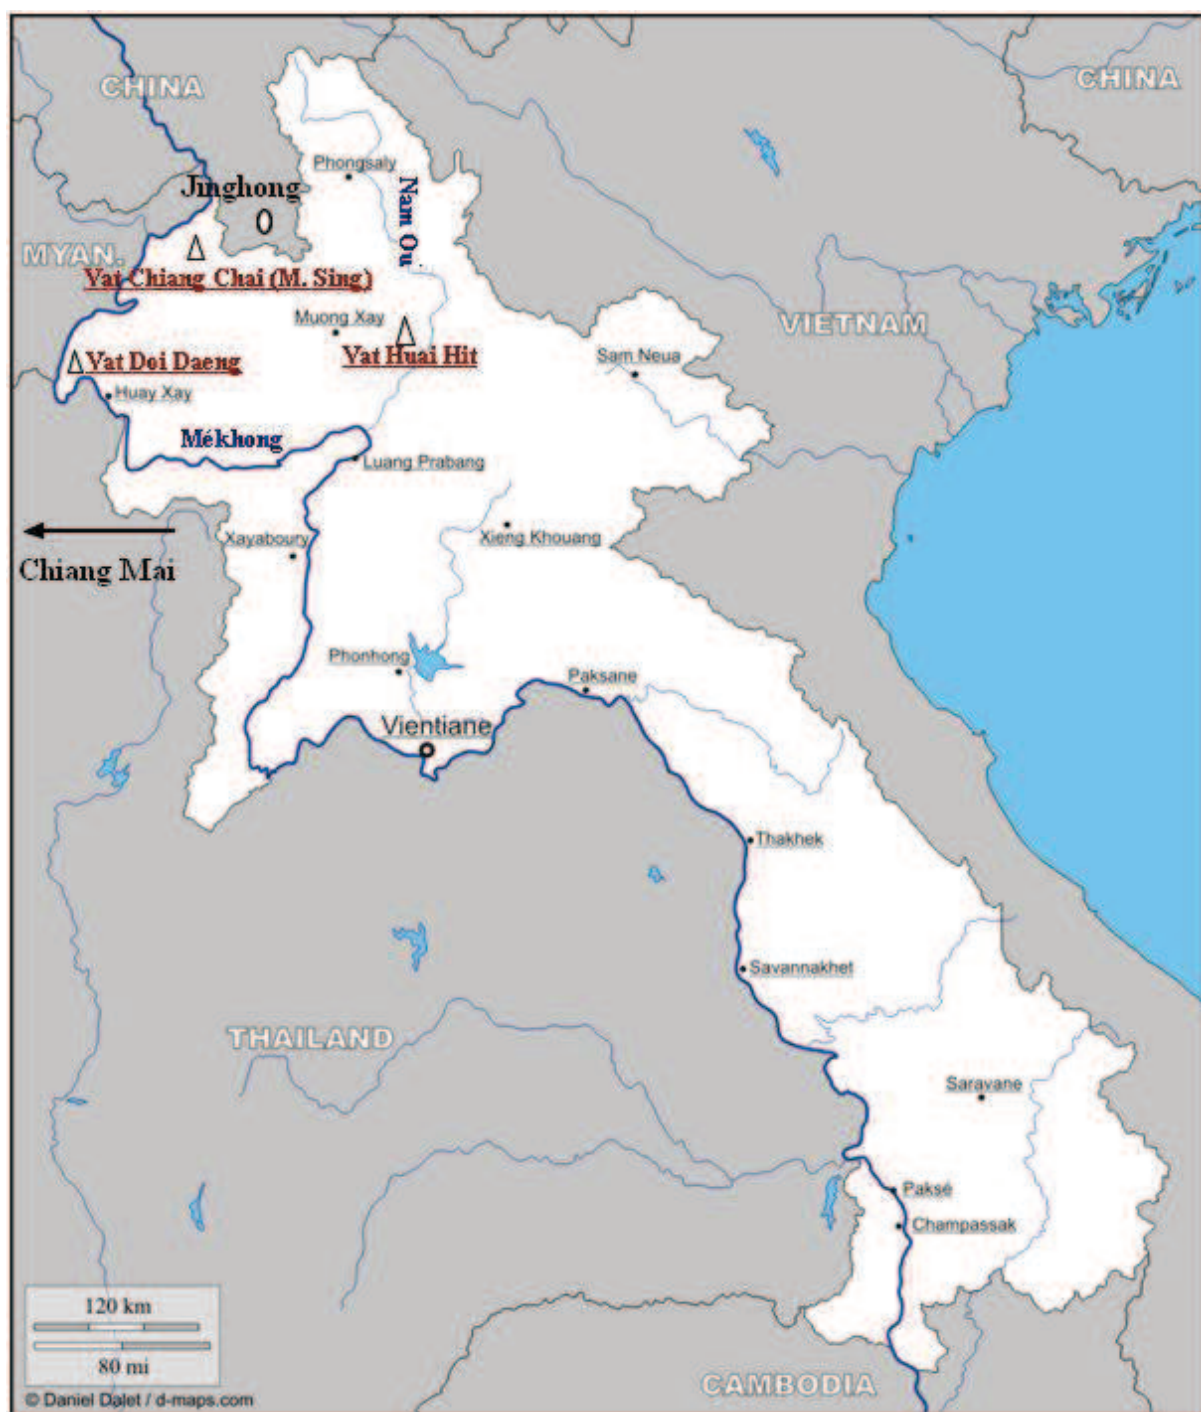 CHINA
CHINA
Phongsaly
Jinghong
Nam Ou
MYAN.
Vat Chiang Chai (M. Sing)
Muong Xay
VIETNAM
Vat Huai Hit
Sam Neua
Vat Doi Daeng
Huay Xay
Mékhong
Luang Prabang
Xayaboury
Xieng Khouang
Chiang Mai
Phonhong
Paksane
Vientiane
Thakhek
Savannakhet
THAILAND
Saravane
Paksé
Champassak
120 km
80 mi
CAMBODIA
© Daniel Dalet / d-maps.com